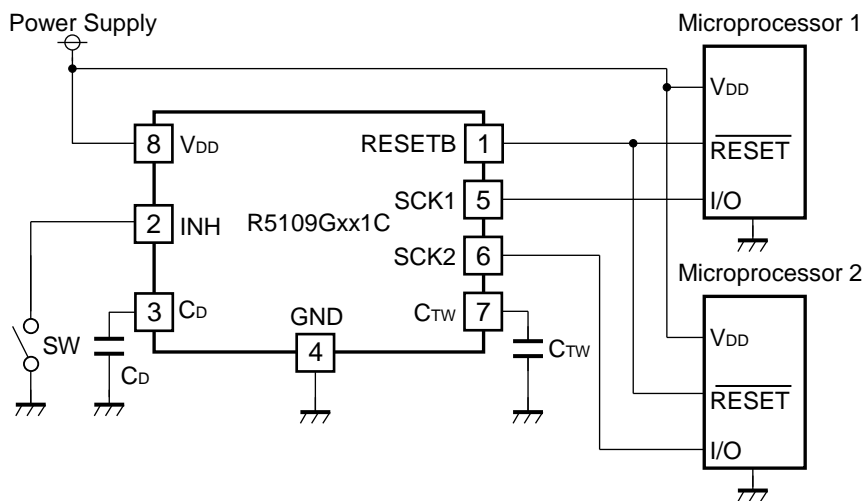 Power Supply
Microprocessor 1
VDD
RESET
I/O
8 VDD
RESETB 1
2 INH
R5109Gxx1C
SCK1 5
SCK2 6
3 CD
GND
4
CTW 7
SW
CD
CTW
Microprocessor 2
VDD
RESET
I/O